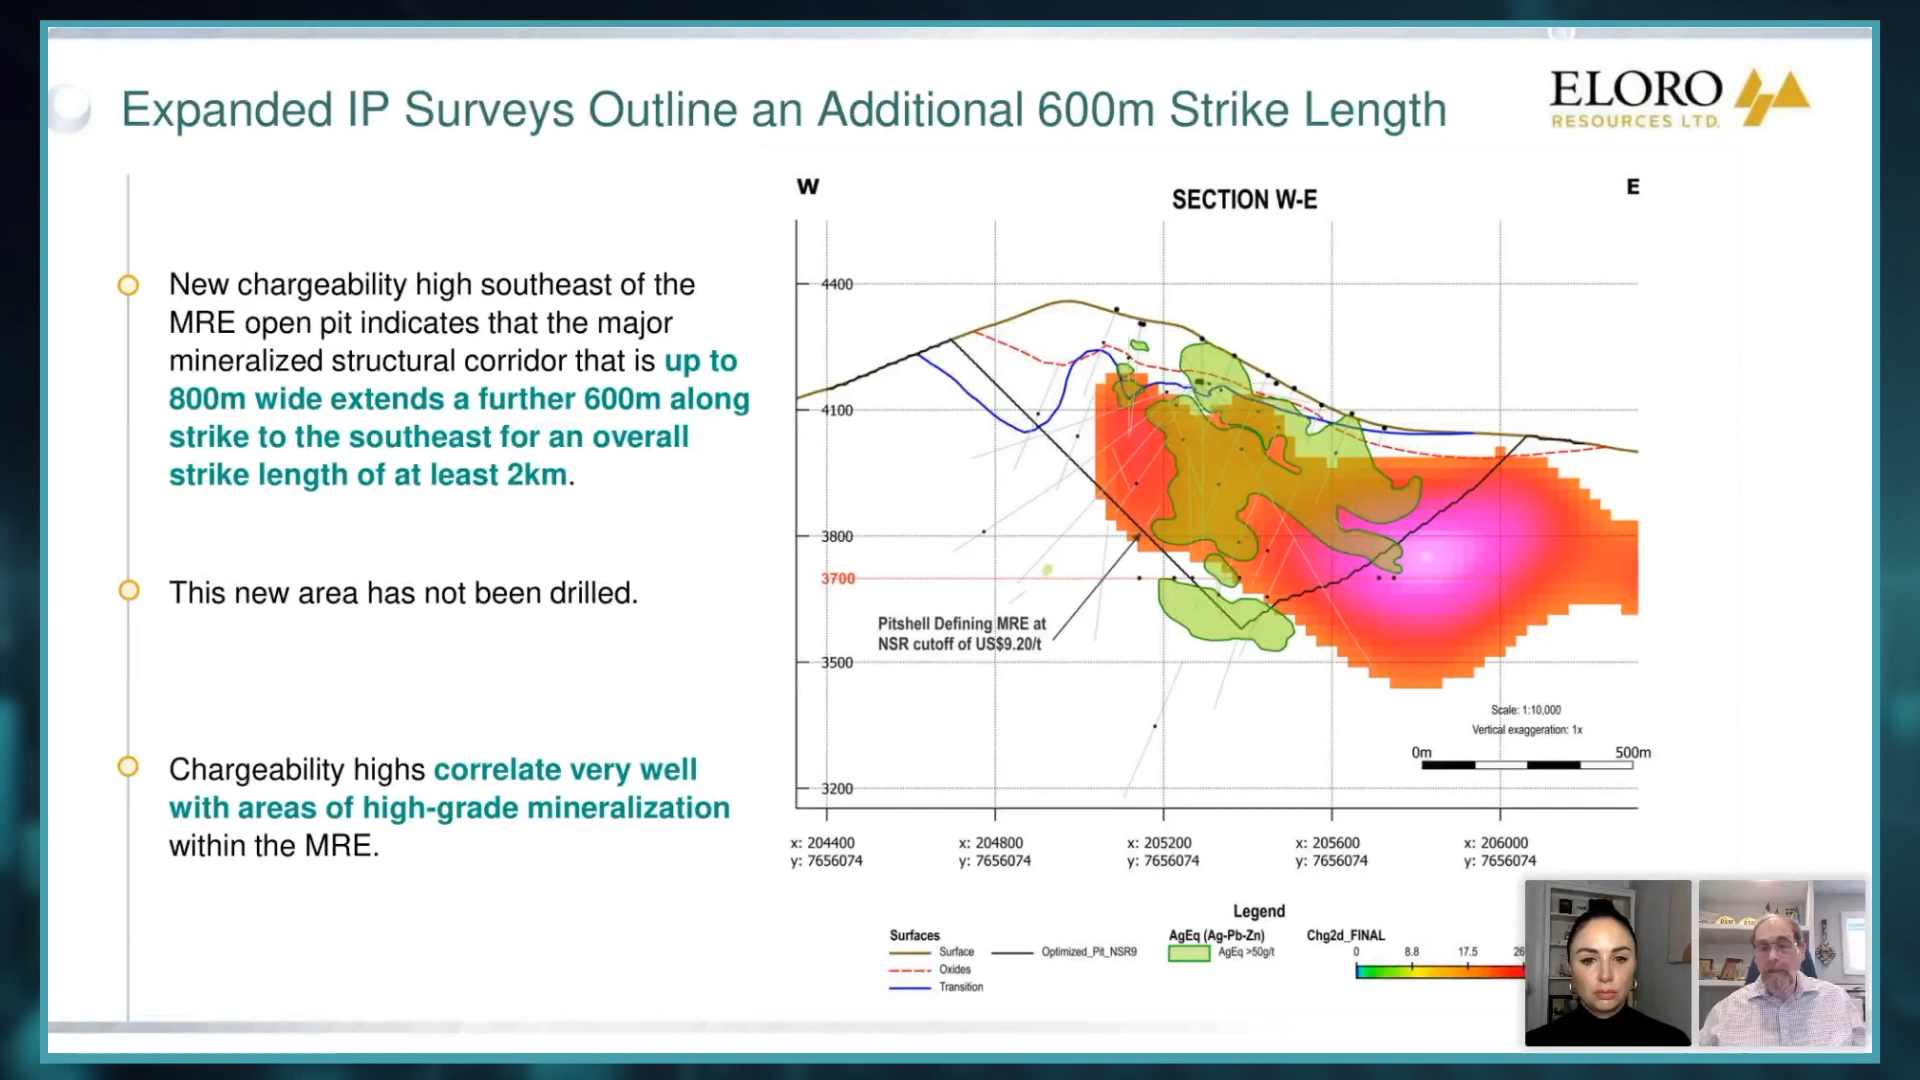 Expanded IP Surveys Outline an Additional 600m Strike Length
ELORO
RESOURCES LTD.
New chargeability high southeast of the
MRE open pit indicates that the major
mineralized structural corridor that is up to
800m wide extends a further 600m along
strike to the southeast for an overall
strike length of at least 2km.
This new area has not been drilled.
Chargeability highs correlate very well
with areas of high-grade mineralization
within the MRE.
W
SECTION W-E
E
4400
4100
3800
3700
3500
3200
Pitshell Defining MRE at
NSR cutoff of US$9.20/t
Scale: 1:10,000
Vertical exaggeration: 1x
0m 500m
x: 204400 x: 204800 x: 205200 x: 205600 x: 206000
y: 7656074 y: 7656074 y: 7656074 y: 7656074 y: 7656074
Legend
Surfaces
Surface
Oxides
Transition
Optimized_Pit_NSR9
AgEq (Ag-Pb-Zn)
AgEq >50g/t
Chg2d_FINAL
0 8.8 17.5 26